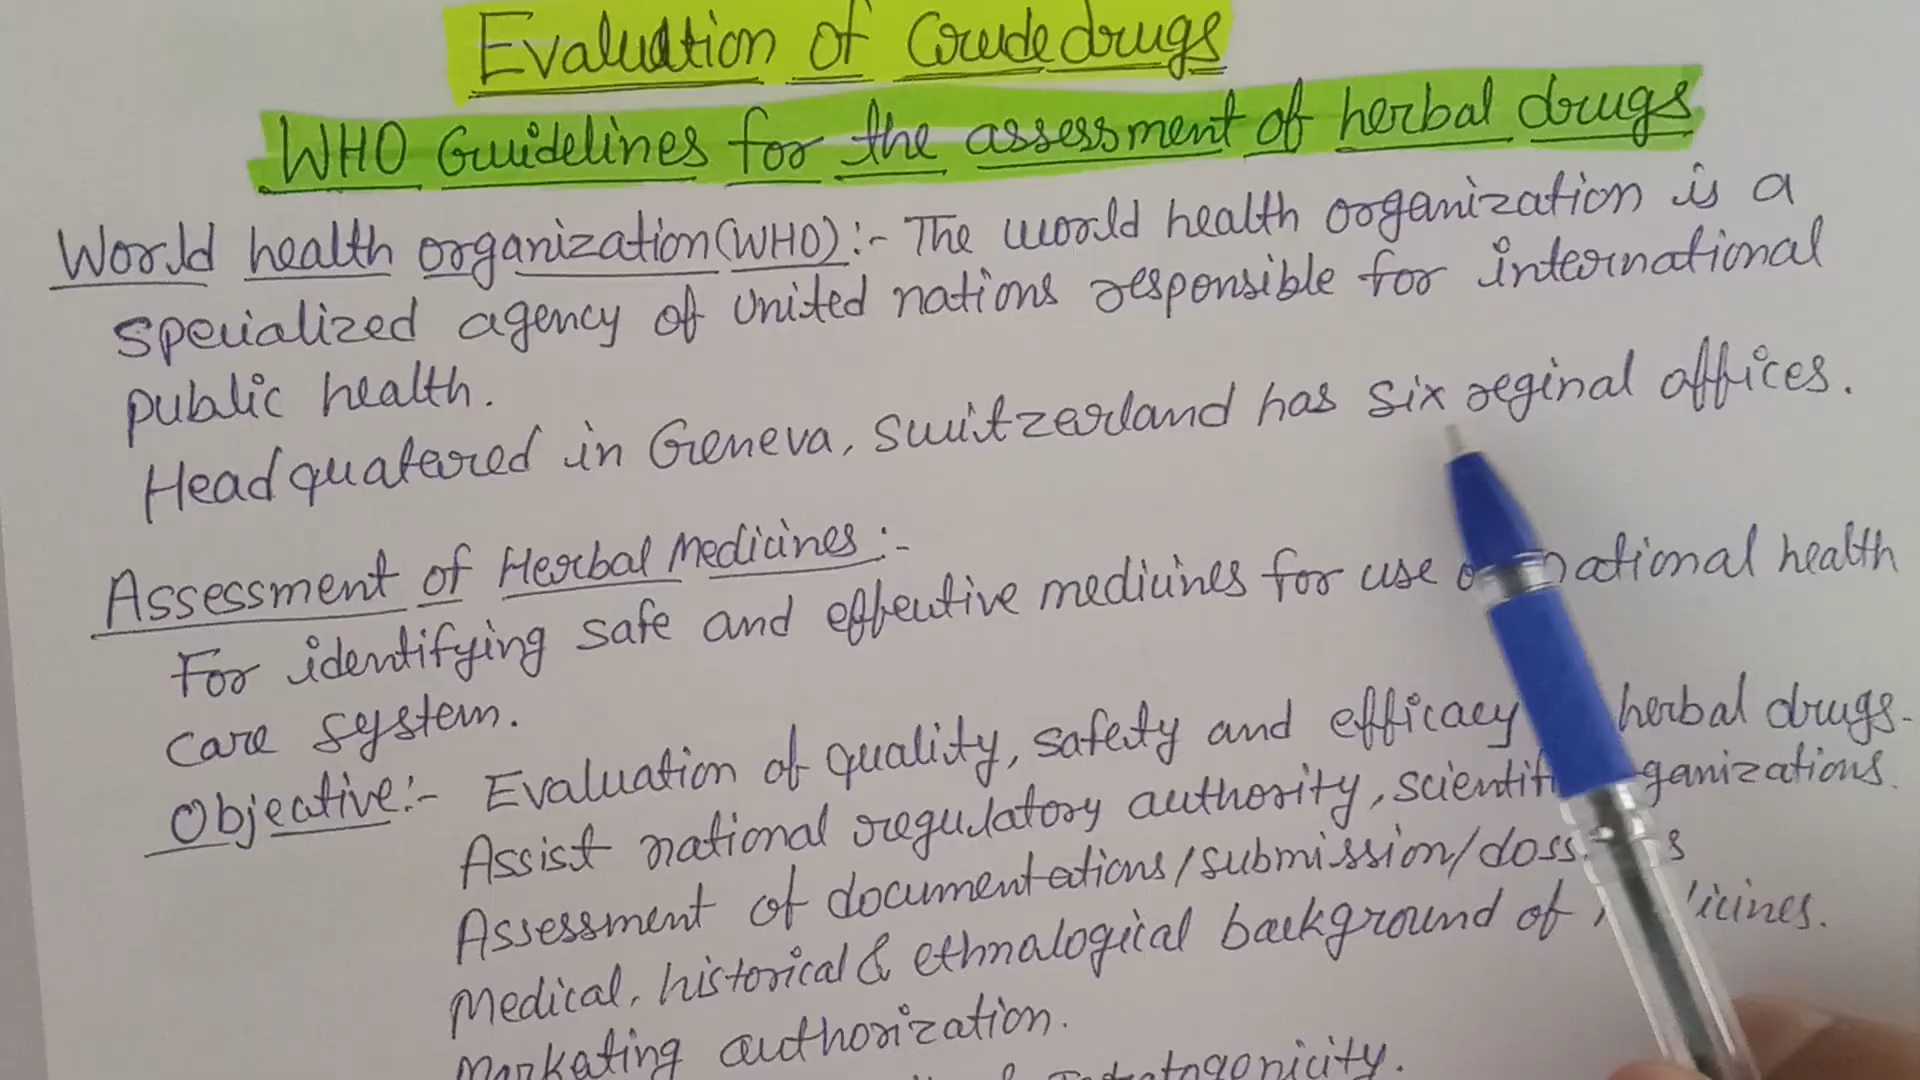 Evaluation of Crude drugs
WHO Guidelines for the assessment of herbal drugs
World health organization(WHO):- The world health organization is a
specialized agency of United nations responsible for international
public health.
Head quatered in Geneva, Switzerland has six reginal offices.
Assessment of Herbal Medicines :-
For identifying safe and effective medicines for use national health
care system.
Objective:- Evaluation of quality, safety and efficacy herbal drugs.
Assist national regulatory authority, scientif ganizations.
Assessment of documentations/submission/doss s
Medical, historical & ethnalogical background of icines.
Marketing authorization.